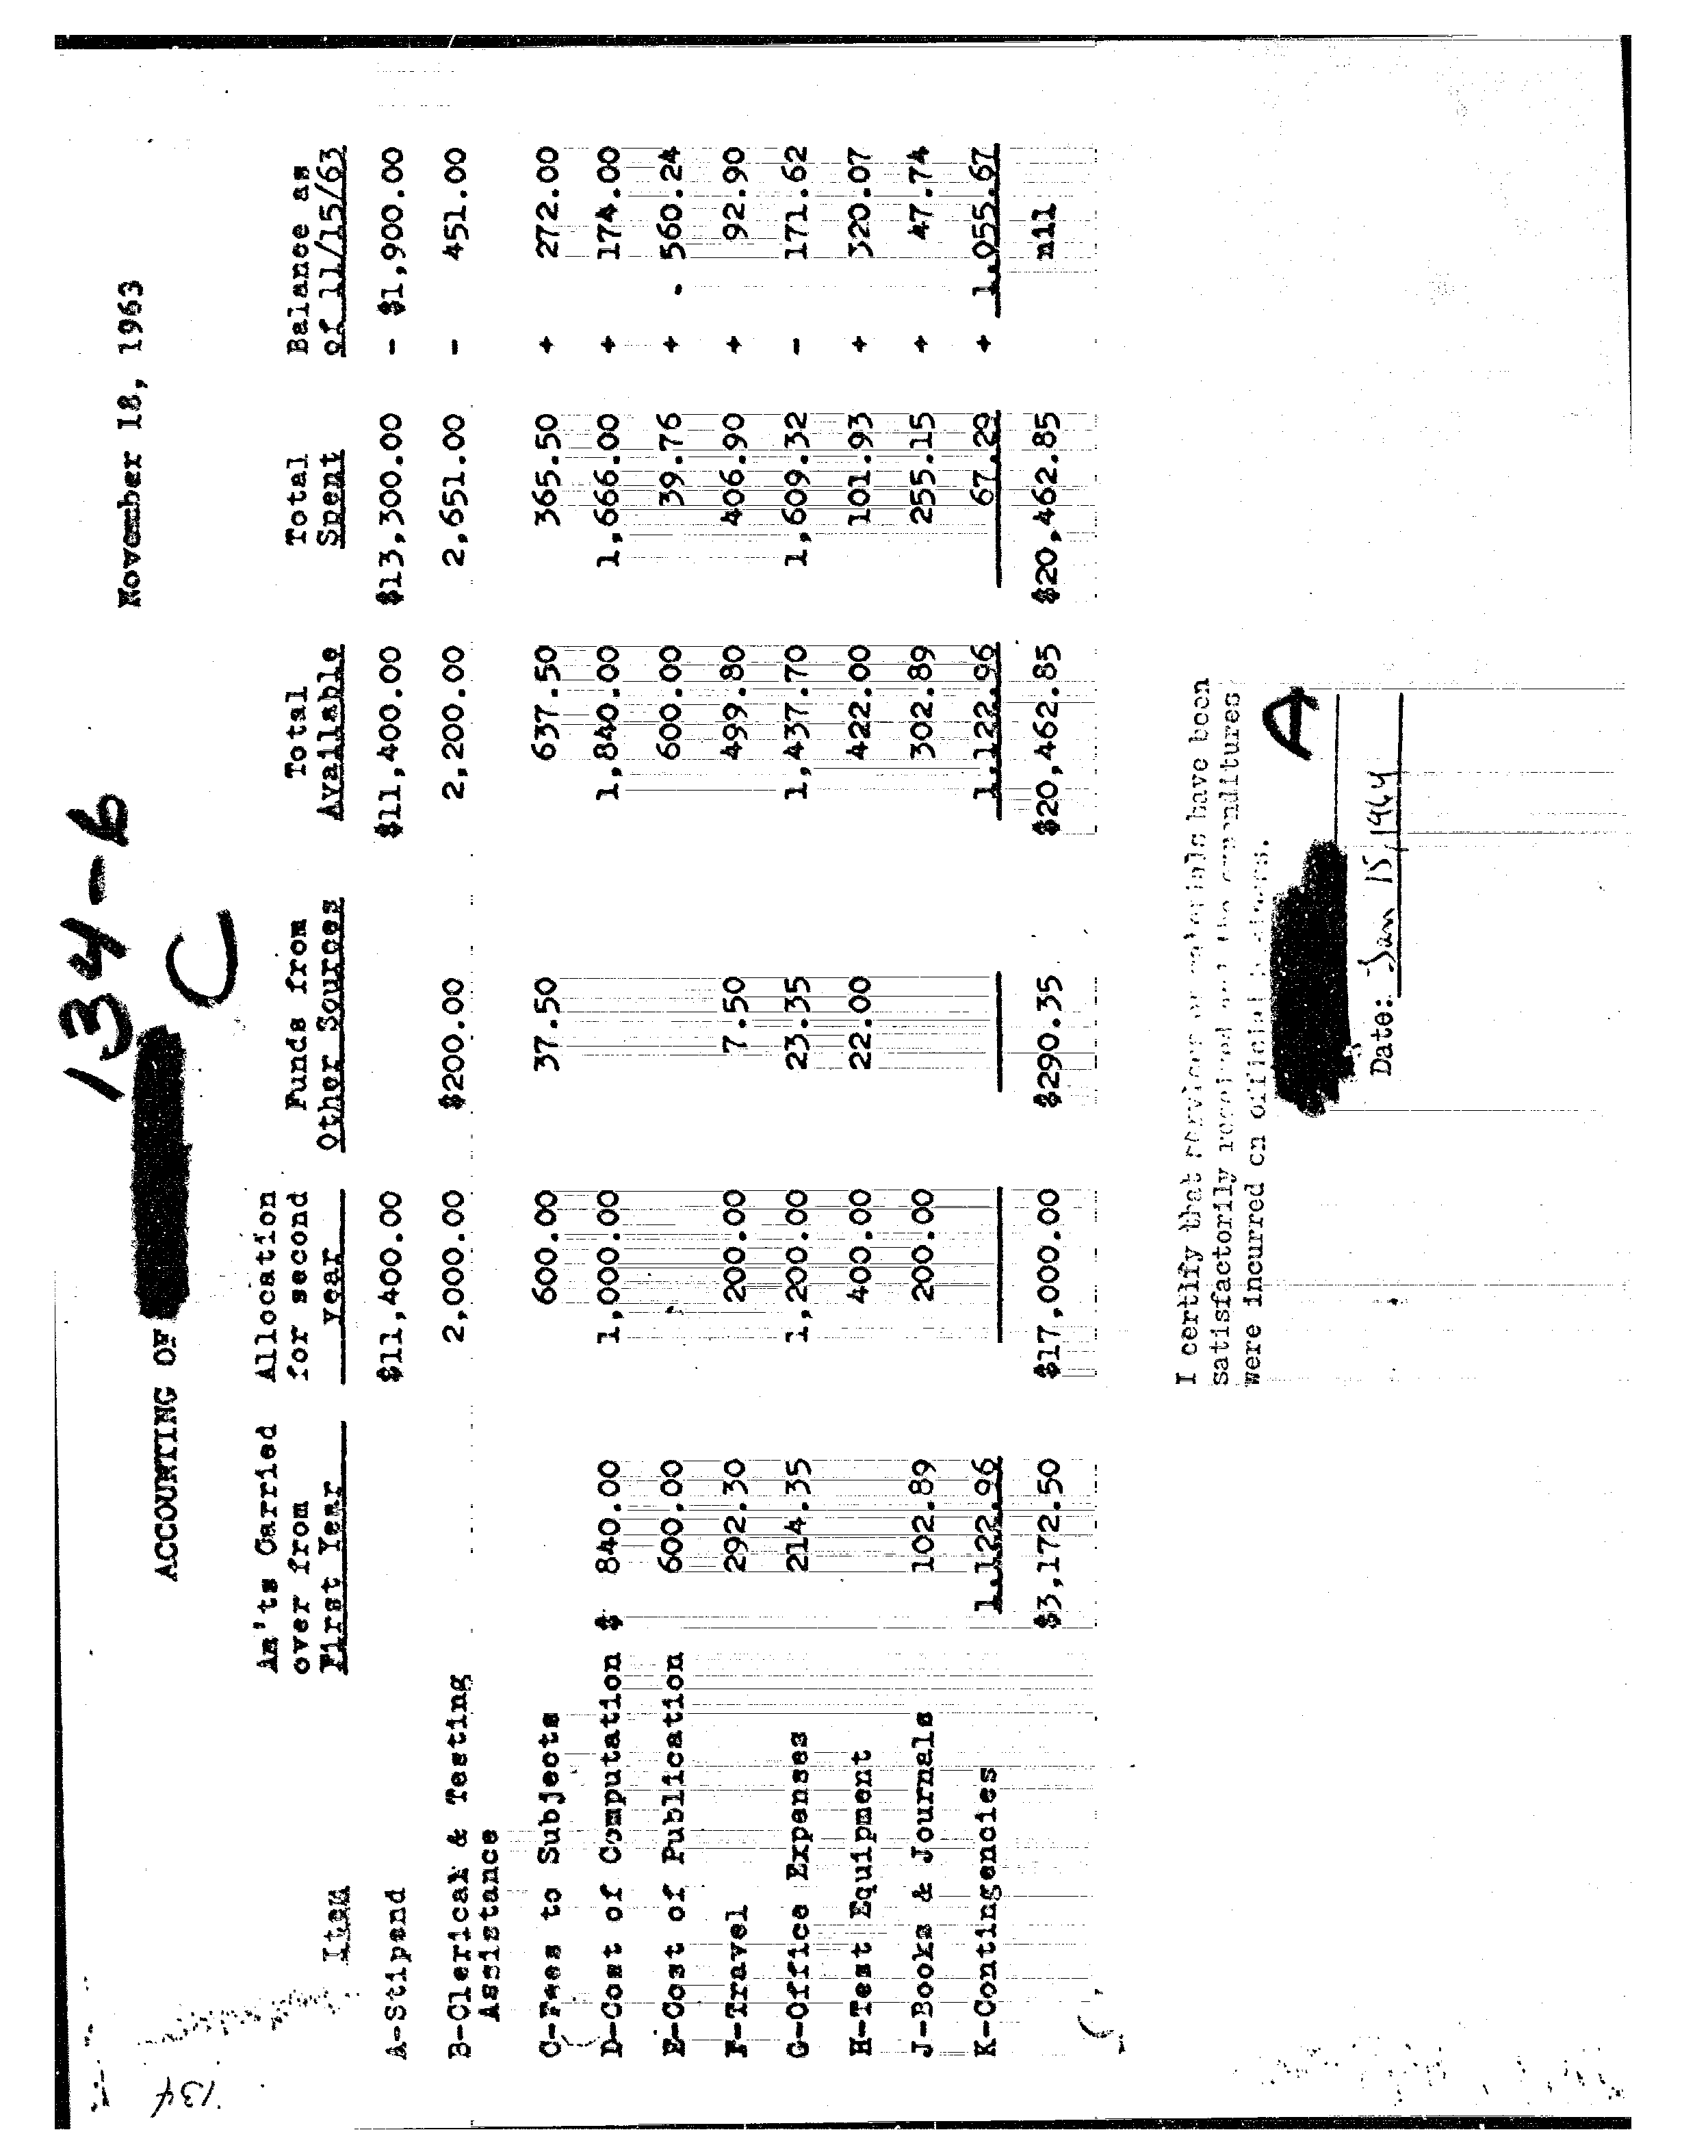 134-b
November 18, 1963
ACCOUNTING OF
C
Am'ts Carried over from First Year | Allocation for second year | Funds from Other Sources | Total Available | Total Spent | Balance as of 11/15/63
Item
A-Stipend $11,400.00 $11,400.00 $13,300.00 - $1,900.00
B-Clerical & Testing 2,000.00 $200.00 2,200.00 2,651.00 - 451.00
Assistance
C-Fees to Subjects 600.00 37.50 637.50 365.50 + 272.00
D-Cost of Computation $ 840.00 1,000.00 1,840.00 1,666.00 + 174.00
E-Cost of Publication 600.00 600.00 39.76 + 560.24
F-Travel 292.30 200.00 7.50 499.80 406.90 + 92.90
G-Office Expenses 214.35 1,200.00 23.35 1,437.70 1,609.32 - 171.62
H-Test Equipment 400.00 22.00 422.00 101.93 + 320.07
J-Books & Journals 102.89 200.00 302.89 255.15 + 47.74
K-Contingencies 1,122.96 1,122.96 67.29 + 1,055.67
$3,172.50 $17,000.00 $290.35 $20,462.85 $20,462.85 nil
I certify that services or materials have been
satisfactorily received and the expenditures
were incurred on official business.
A
Date: Jan 15, 1964
134